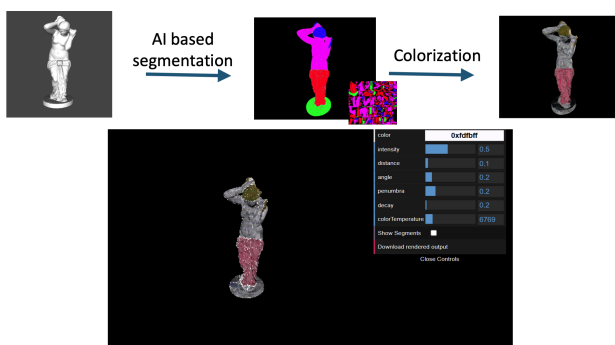 AI based
segmentation
Colorization
color 0xfdfbff
intensity 0.5
distance 0.1
angle 0.2
penumbra 0.2
decay 0.2
colorTemperature 6769
Show Segments
Download rendered output
Close Controls